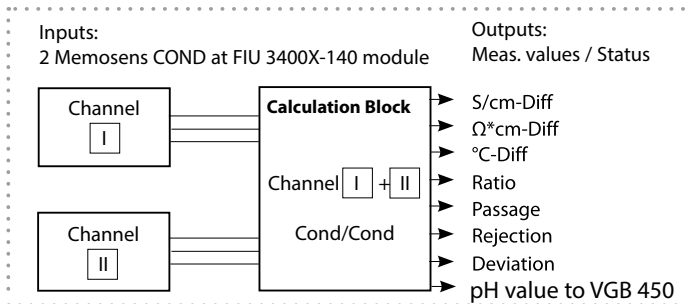 Inputs:
2 Memosens COND at FIU 3400X-140 module
Outputs:
Meas. values / Status
Channel
I
Channel
II
Calculation Block
Channel I + II
Cond/Cond
S/cm-Diff
Ω*cm-Diff
°C-Diff
Ratio
Passage
Rejection
Deviation
pH value to VGB 450